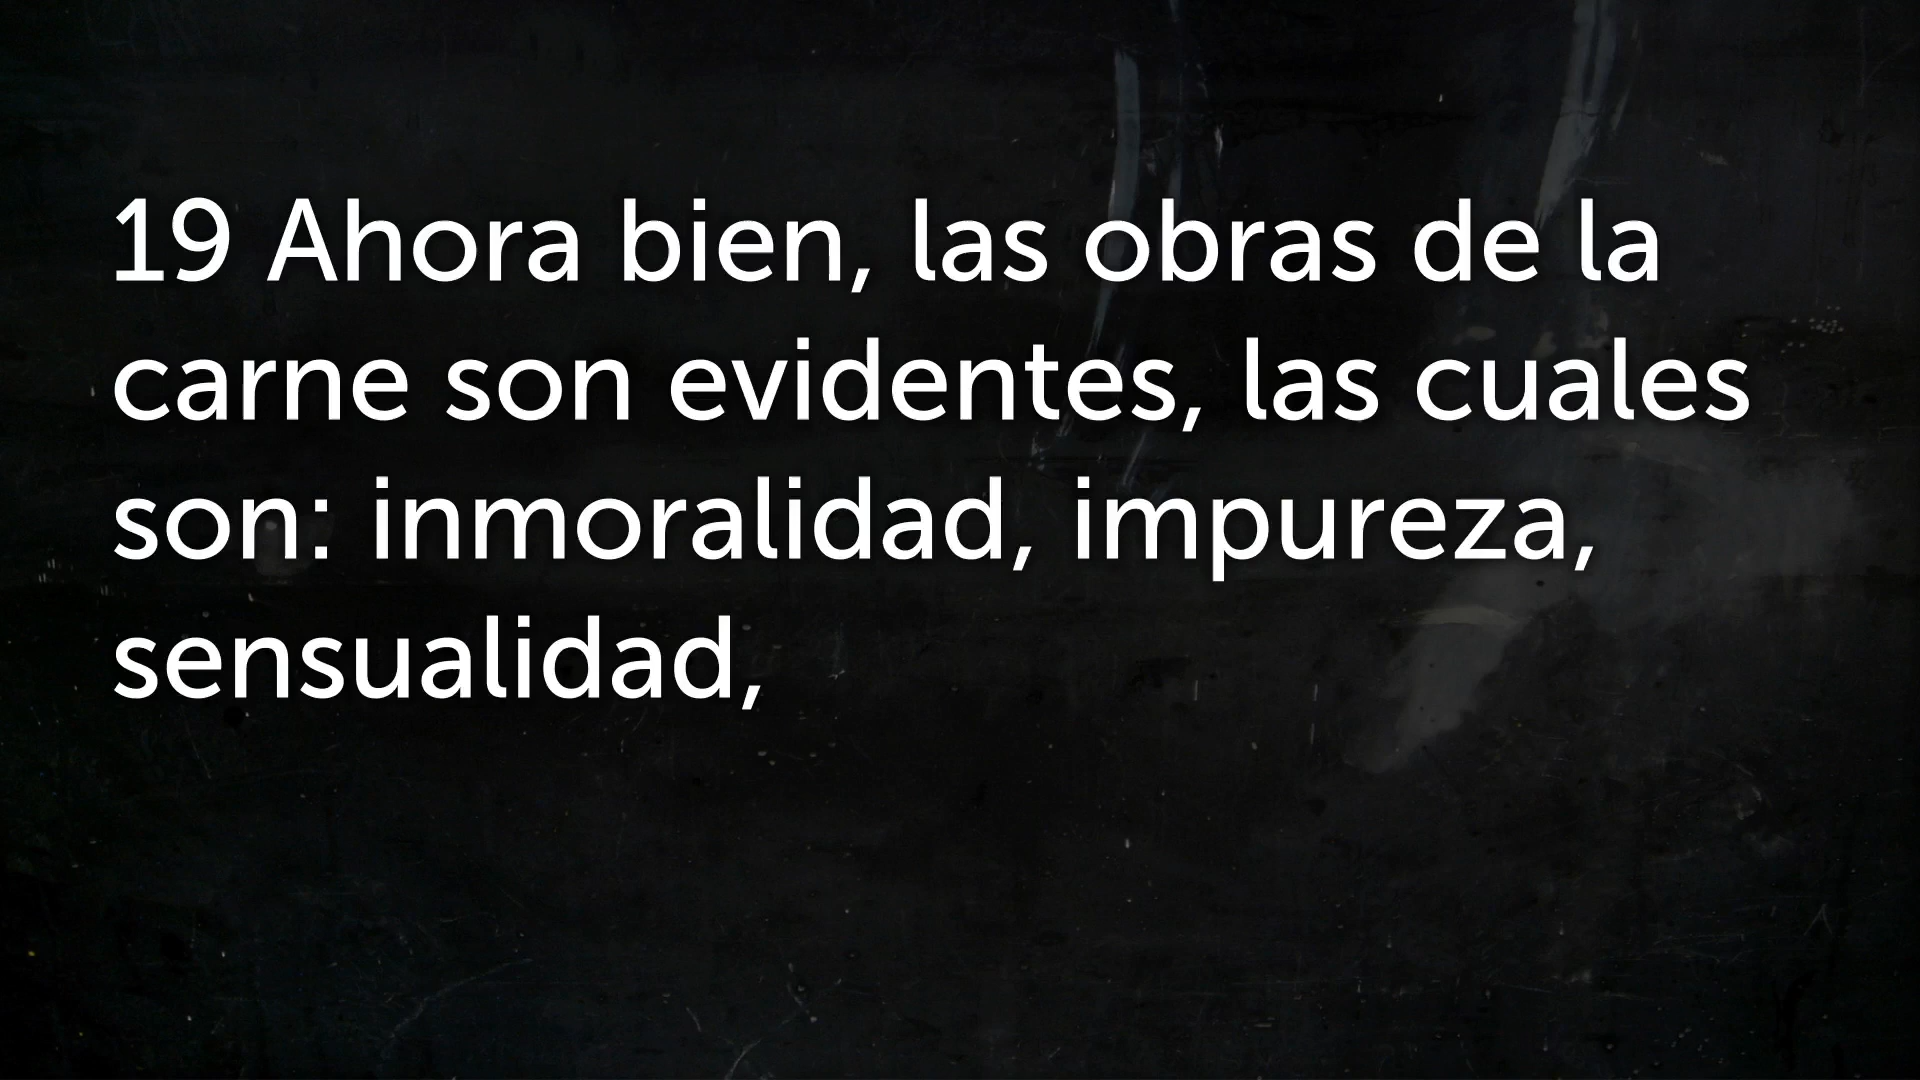 19 Ahora bien, las obras de la
carne son evidentes, las cuales
son: inmoralidad, impureza,
sensualidad,